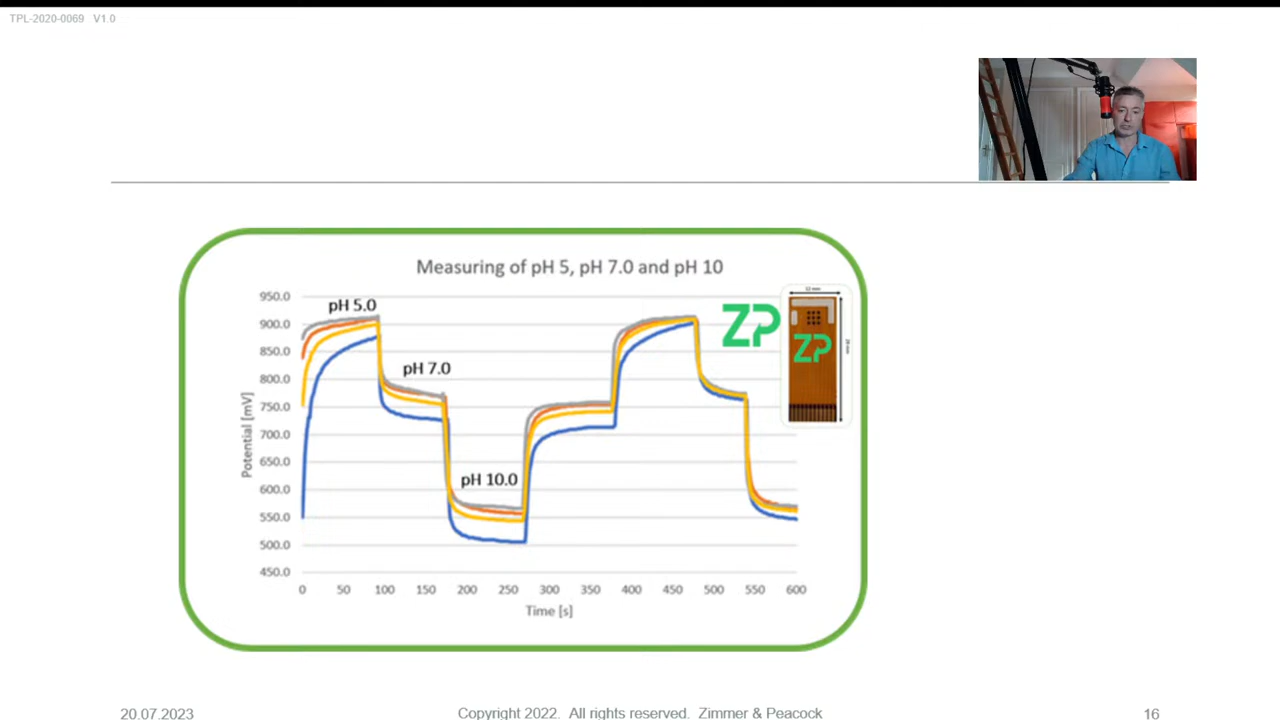 TPL-2020-0069 V1.0
Measuring of pH 5, pH 7.0 and pH 10
950.0
900.0
850.0
800.0
750.0
700.0
650.0
600.0
550.0
500.0
450.0
Potential [mV]
pH 5.0
pH 7.0
pH 10.0
ZP
12 mm
ZP
0 50 100 150 200 250 300 350 400 450 500 550 600
Time [s]
20.07.2023 Copyright 2022. All rights reserved. Zimmer & Peacock 16